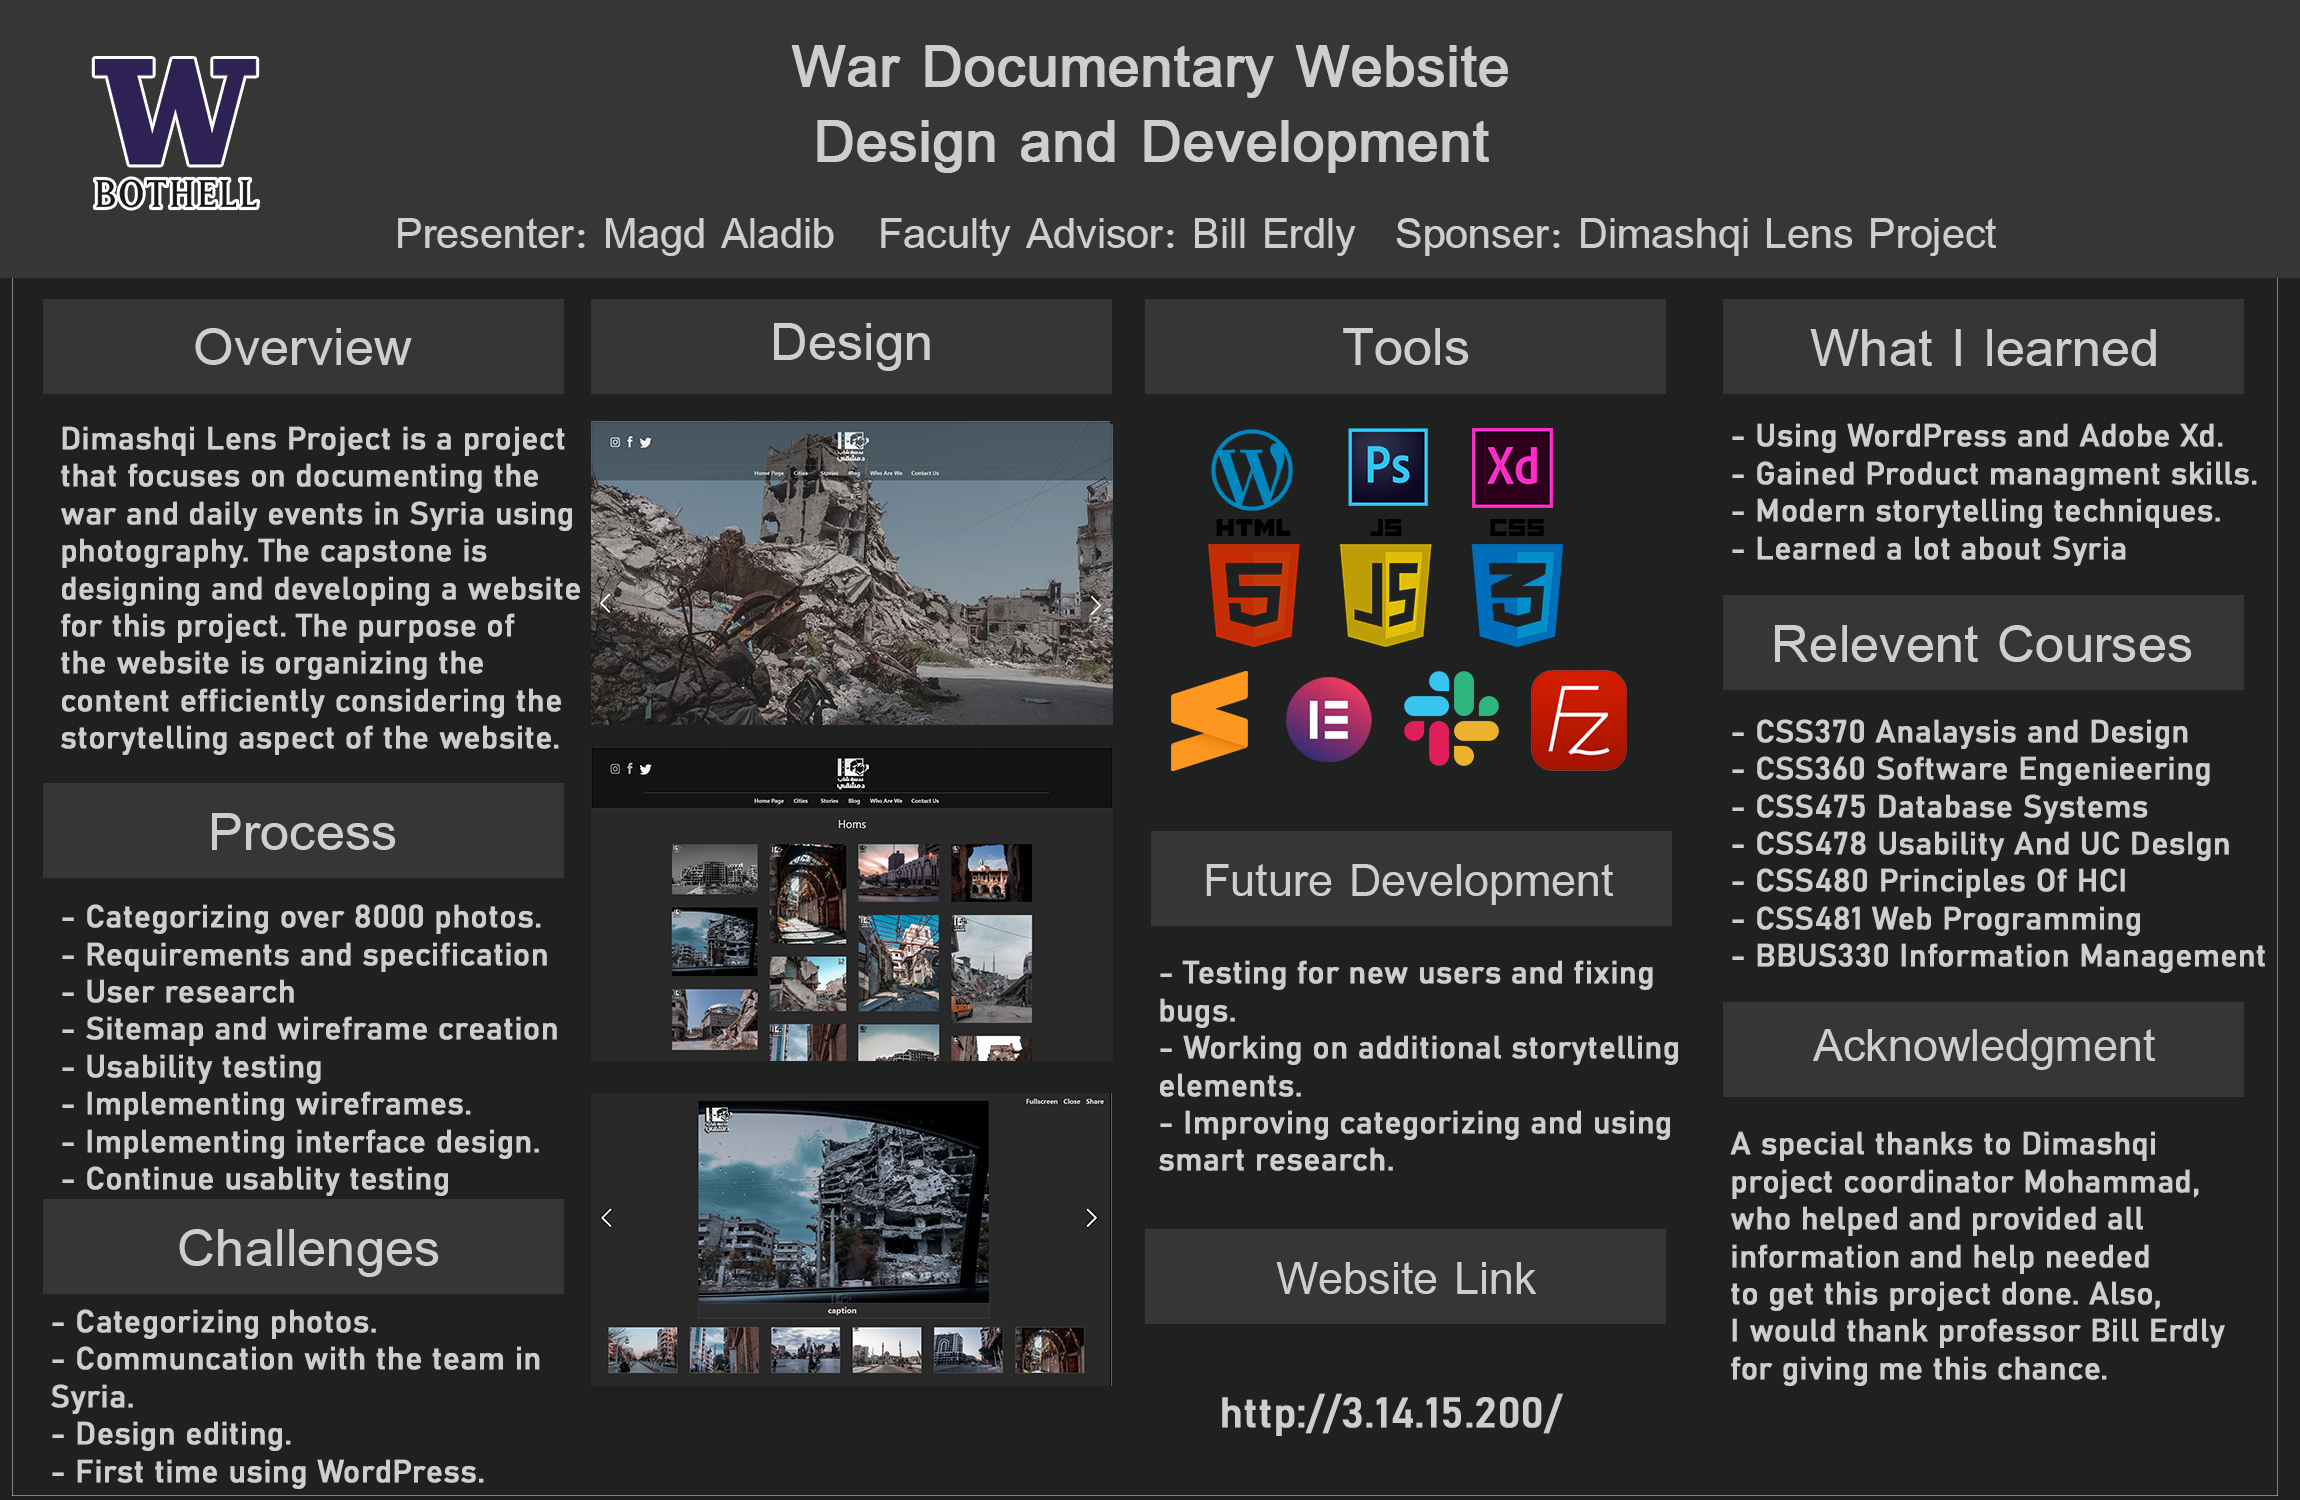 W
BOTHELL
War Documentary Website
Design and Development
Presenter: Magd Aladib Faculty Advisor: Bill Erdly Sponser: Dimashqi Lens Project
Overview
Dimashqi Lens Project is a project
that focuses on documenting the
war and daily events in Syria using
photography. The capstone is
designing and developing a website
for this project. The purpose of
the website is organizing the
content efficiently considering the
storytelling aspect of the website.
Process
- Categorizing over 8000 photos.
- Requirements and specification
- User research
- Sitemap and wireframe creation
- Usability testing
- Implementing wireframes.
- Implementing interface design.
- Continue usablity testing
Challenges
- Categorizing photos.
- Communcation with the team in
Syria.
- Design editing.
- First time using WordPress.
Design
Home Page Cities Stories Blog Who Are We Contact Us
عدسة شاب
دمشقي
Home Page Cities Stories Blog Who Are We Contact Us
Homs
Fullscreen Close Share
caption
Tools
W Ps Xd
HTML JS CSS
5 JS 3
Fz
Future Development
- Testing for new users and fixing
bugs.
- Working on additional storytelling
elements.
- Improving categorizing and using
smart research.
Website Link
http://3.14.15.200/
What I learned
- Using WordPress and Adobe Xd.
- Gained Product managment skills.
- Modern storytelling techniques.
- Learned a lot about Syria
Relevent Courses
- CSS370 Analaysis and Design
- CSS360 Software Engenieering
- CSS475 Database Systems
- CSS478 Usability And UC DesIgn
- CSS480 Principles Of HCI
- CSS481 Web Programming
- BBUS330 Information Management
Acknowledgment
A special thanks to Dimashqi
project coordinator Mohammad,
who helped and provided all
information and help needed
to get this project done. Also,
I would thank professor Bill Erdly
for giving me this chance.